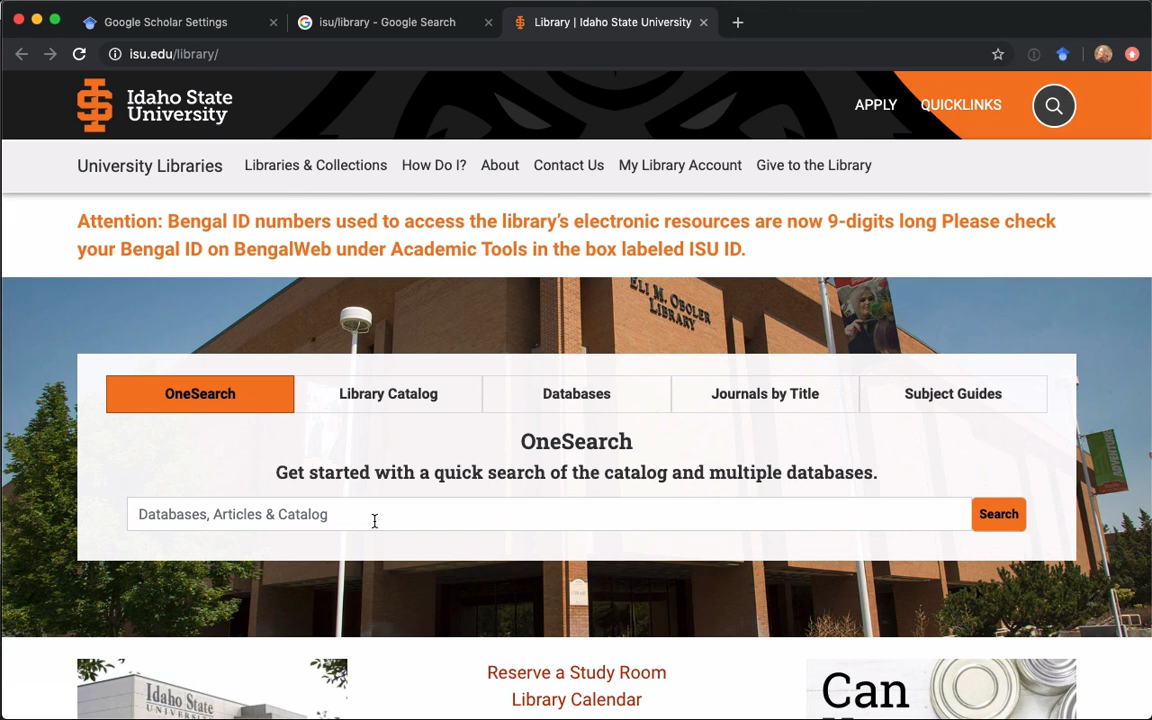 Google Scholar Settings
isu/library - Google Search
Library | Idaho State University
isu.edu/library/
Idaho State
University
APPLY
QUICKLINKS
University Libraries
Libraries & Collections
How Do I?
About
Contact Us
My Library Account
Give to the Library
Attention: Bengal ID numbers used to access the library's electronic resources are now 9-digits long Please check
your Bengal ID on BengalWeb under Academic Tools in the box labeled ISU ID.
ELI M. OBOLER
LIBRARY
OneSearch
Library Catalog
Databases
Journals by Title
Subject Guides
OneSearch
Get started with a quick search of the catalog and multiple databases.
Databases, Articles & Catalog
Search
ADVENTURE
Idaho State
Reserve a Study Room
Library Calendar
Can